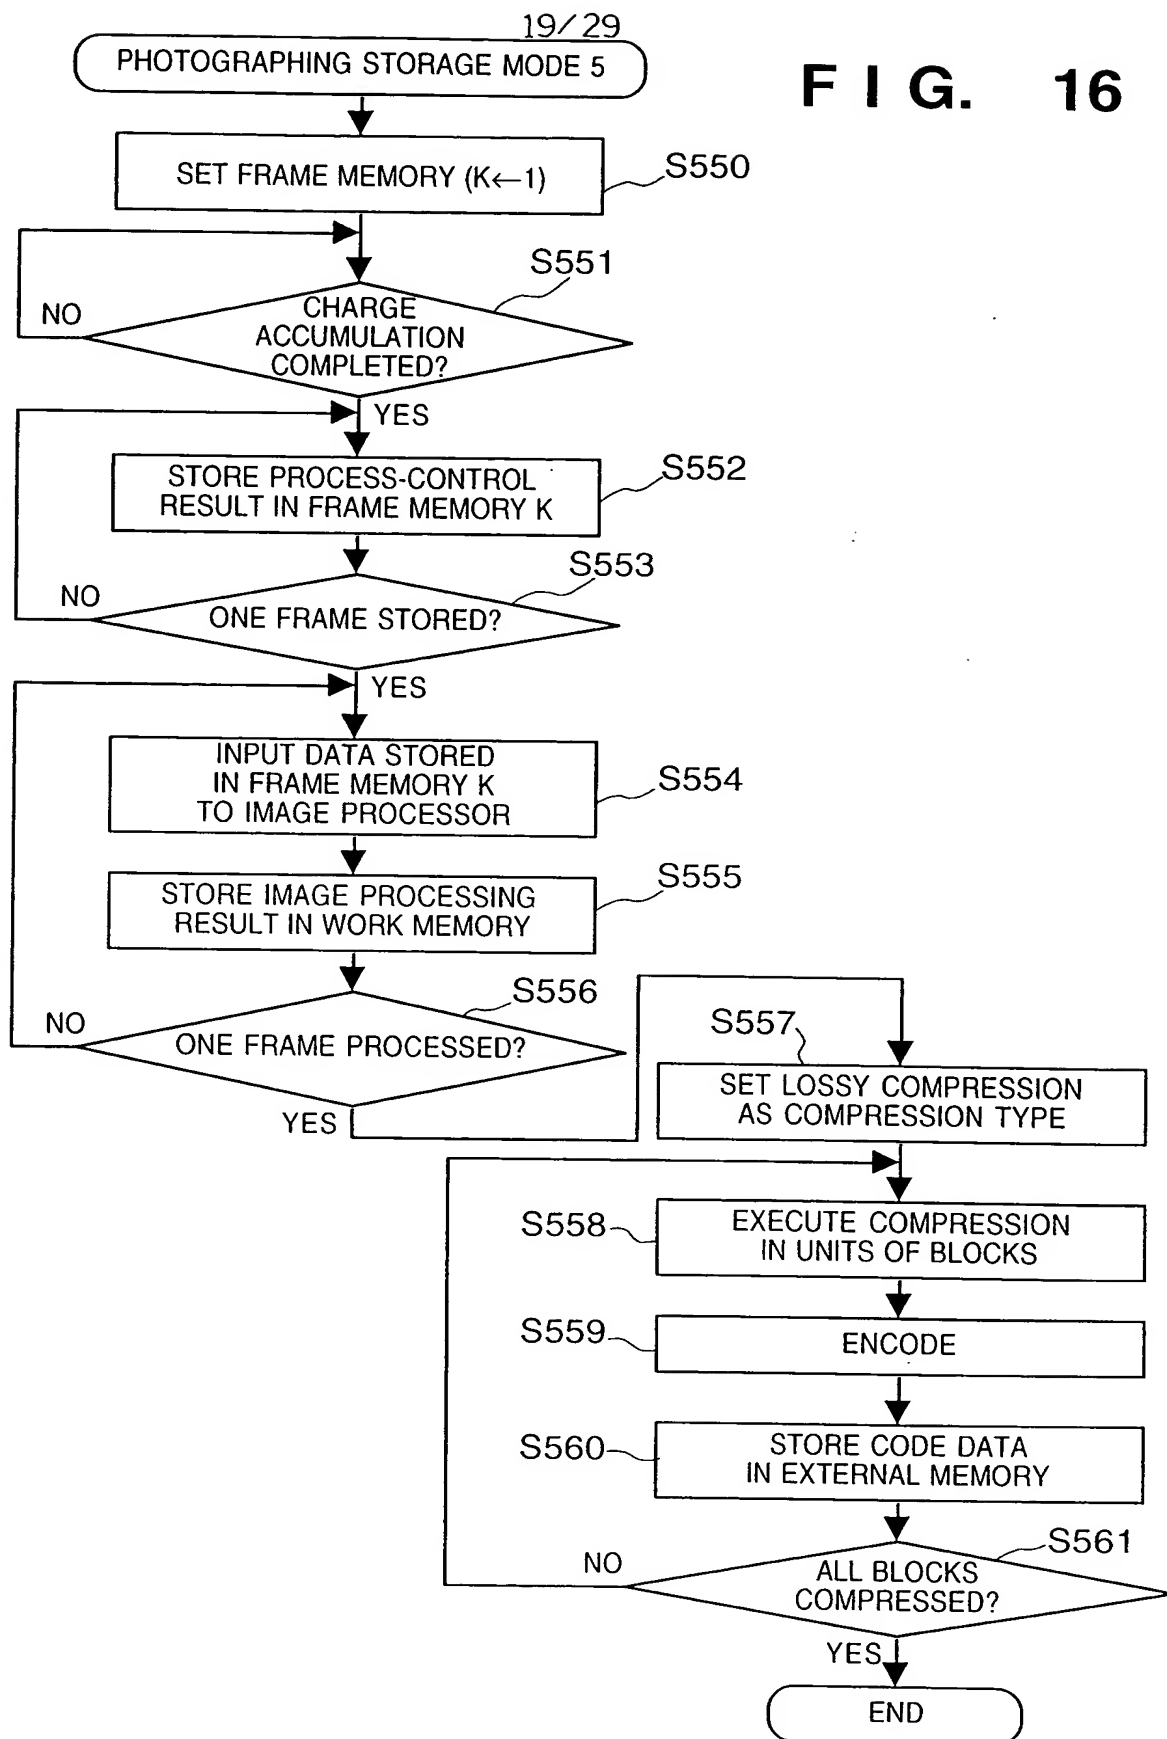 19/29
PHOTOGRAPHING STORAGE MODE 5
FIG. 16
SET FRAME MEMORY (K←1)
S550
S551
NO
CHARGE
ACCUMULATION
COMPLETED?
YES
STORE PROCESS-CONTROL
RESULT IN FRAME MEMORY K
S552
S553
NO
ONE FRAME STORED?
YES
INPUT DATA STORED
IN FRAME MEMORY K
TO IMAGE PROCESSOR
S554
STORE IMAGE PROCESSING
RESULT IN WORK MEMORY
S555
S556
NO
ONE FRAME PROCESSED?
YES
S557
SET LOSSY COMPRESSION
AS COMPRESSION TYPE
S558
EXECUTE COMPRESSION
IN UNITS OF BLOCKS
S559
ENCODE
S560
STORE CODE DATA
IN EXTERNAL MEMORY
S561
NO
ALL BLOCKS
COMPRESSED?
YES
END